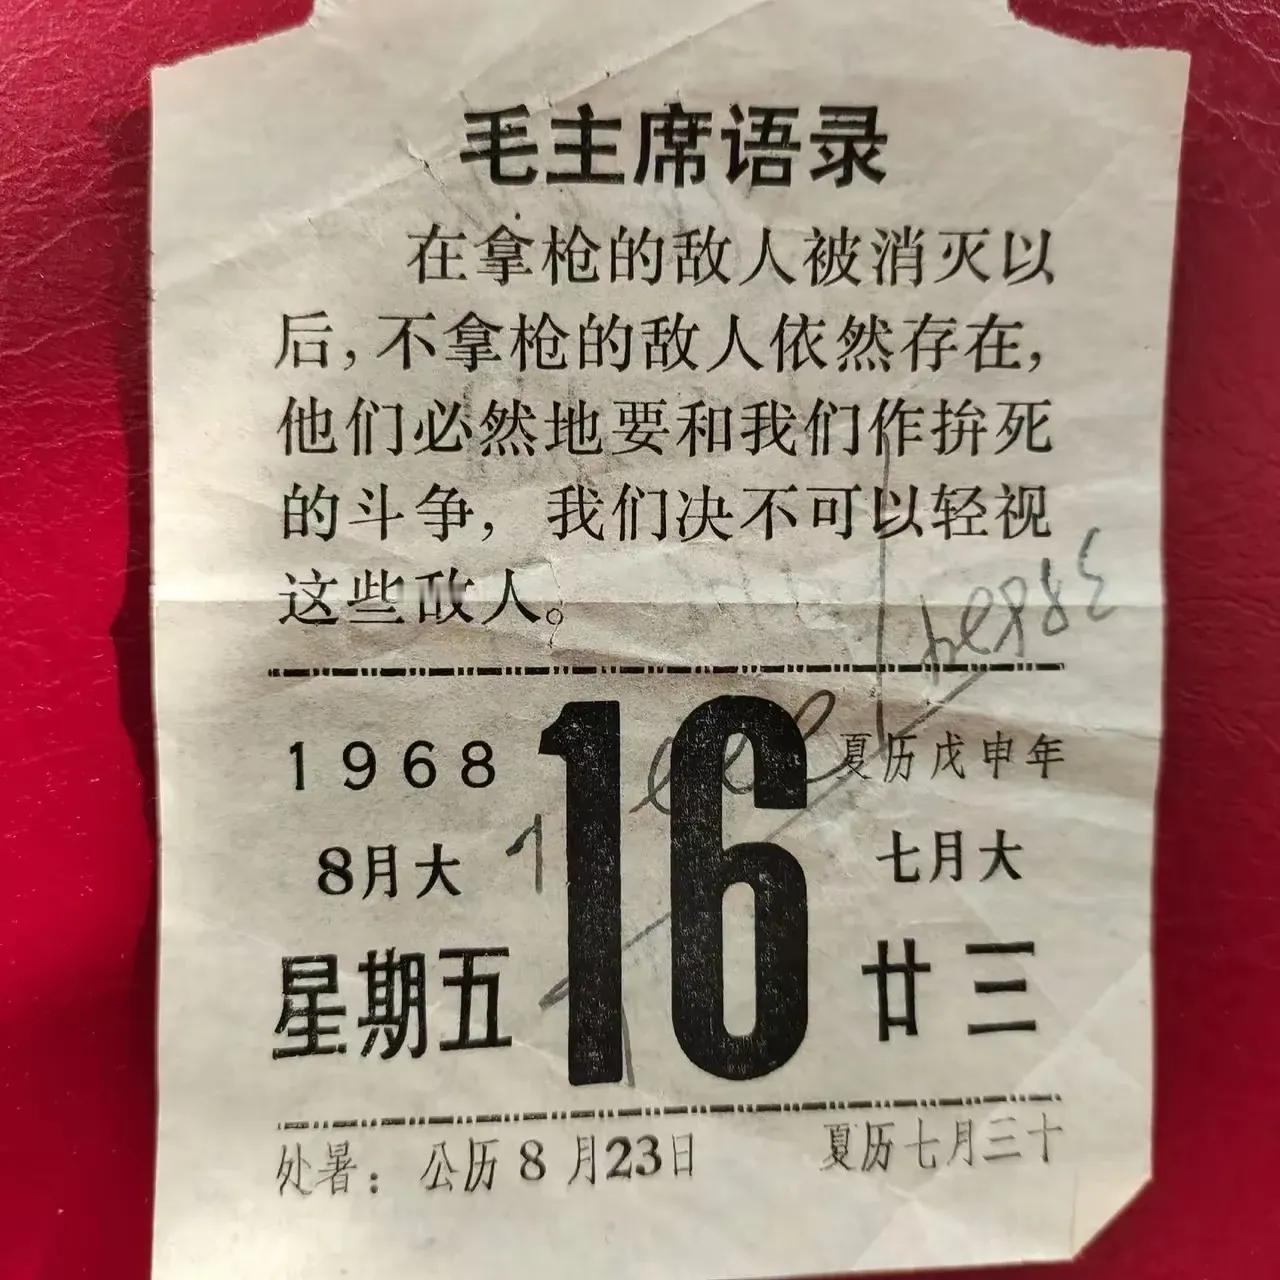 毛主席语录
在拿枪的敌人被消灭以
后，不拿枪的敌人依然存在，
他们必然地要和我们作拚死
的斗争，我们决不可以轻视
这些敌人。
1968
8月大
星期五
16
夏历戊申年
七月大
廿三
处暑：公历8月23日 夏历七月三十